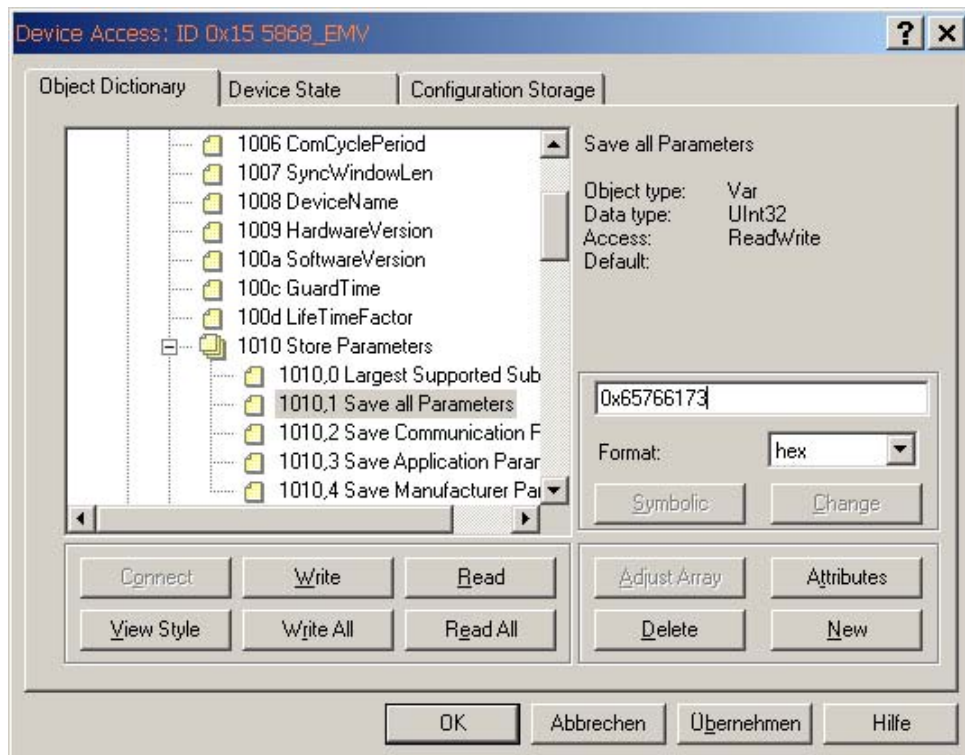 Device Access: ID 0x15 5868_EMV
Object Dictionary
Device State
Configuration Storage
1006 ComCyclePeriod
1007 SyncWindowLen
1008 DeviceName
1009 HardwareVersion
100a SoftwareVersion
100c GuardTime
100d LifeTimeFactor
1010 Store Parameters
1010,0 Largest Supported Sub
1010,1 Save all Parameters
1010,2 Save Communication
1010,3 Save Application Parar
1010,4 Save Manufacturer Pa
Save all Parameters
Object type: Var
Data type: UInt32
Access: ReadWrite
Default:
0x65766173
Format: hex
Symbolic Change
Connect Write Read
View Style Write All Read All
Adjust Array Attributes
Delete New
OK Abbrechen Übernehmen Hilfe